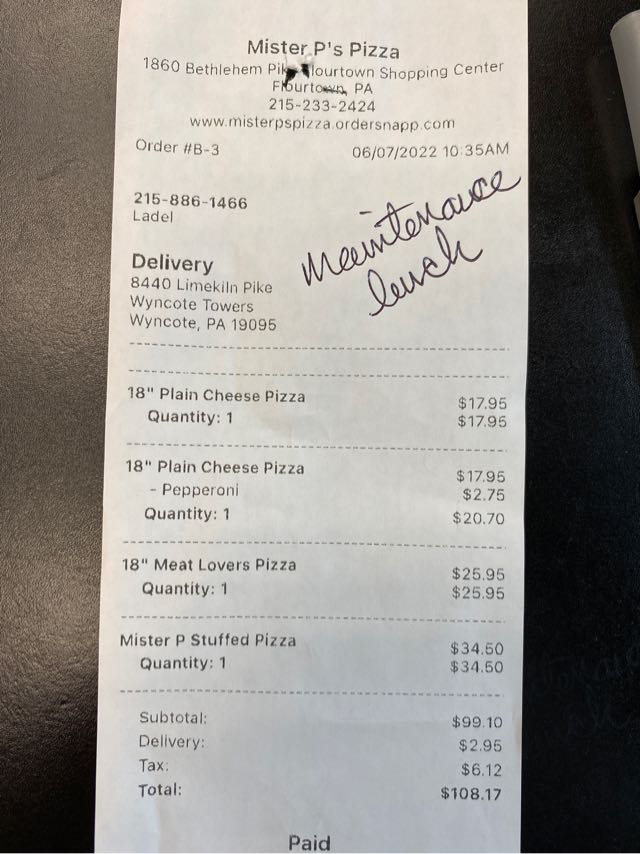 Mister P's Pizza
1860 Bethlehem Pike Flourtown Shopping Center
Flourtown, PA
215-233-2424
www.misterpspizza.ordersnapp.com
Order #B-3 06/07/2022 10:35AM
215-886-1466
Ladel
Maintenance
lunch
Delivery
8440 Limekiln Pike
Wyncote Towers
Wyncote, PA 19095
18" Plain Cheese Pizza $17.95
Quantity: 1 $17.95
18" Plain Cheese Pizza $17.95
- Pepperoni $2.75
Quantity: 1 $20.70
18" Meat Lovers Pizza $25.95
Quantity: 1 $25.95
Mister P Stuffed Pizza $34.50
Quantity: 1 $34.50
Subtotal: $99.10
Delivery: $2.95
Tax: $6.12
Total: $108.17
Paid